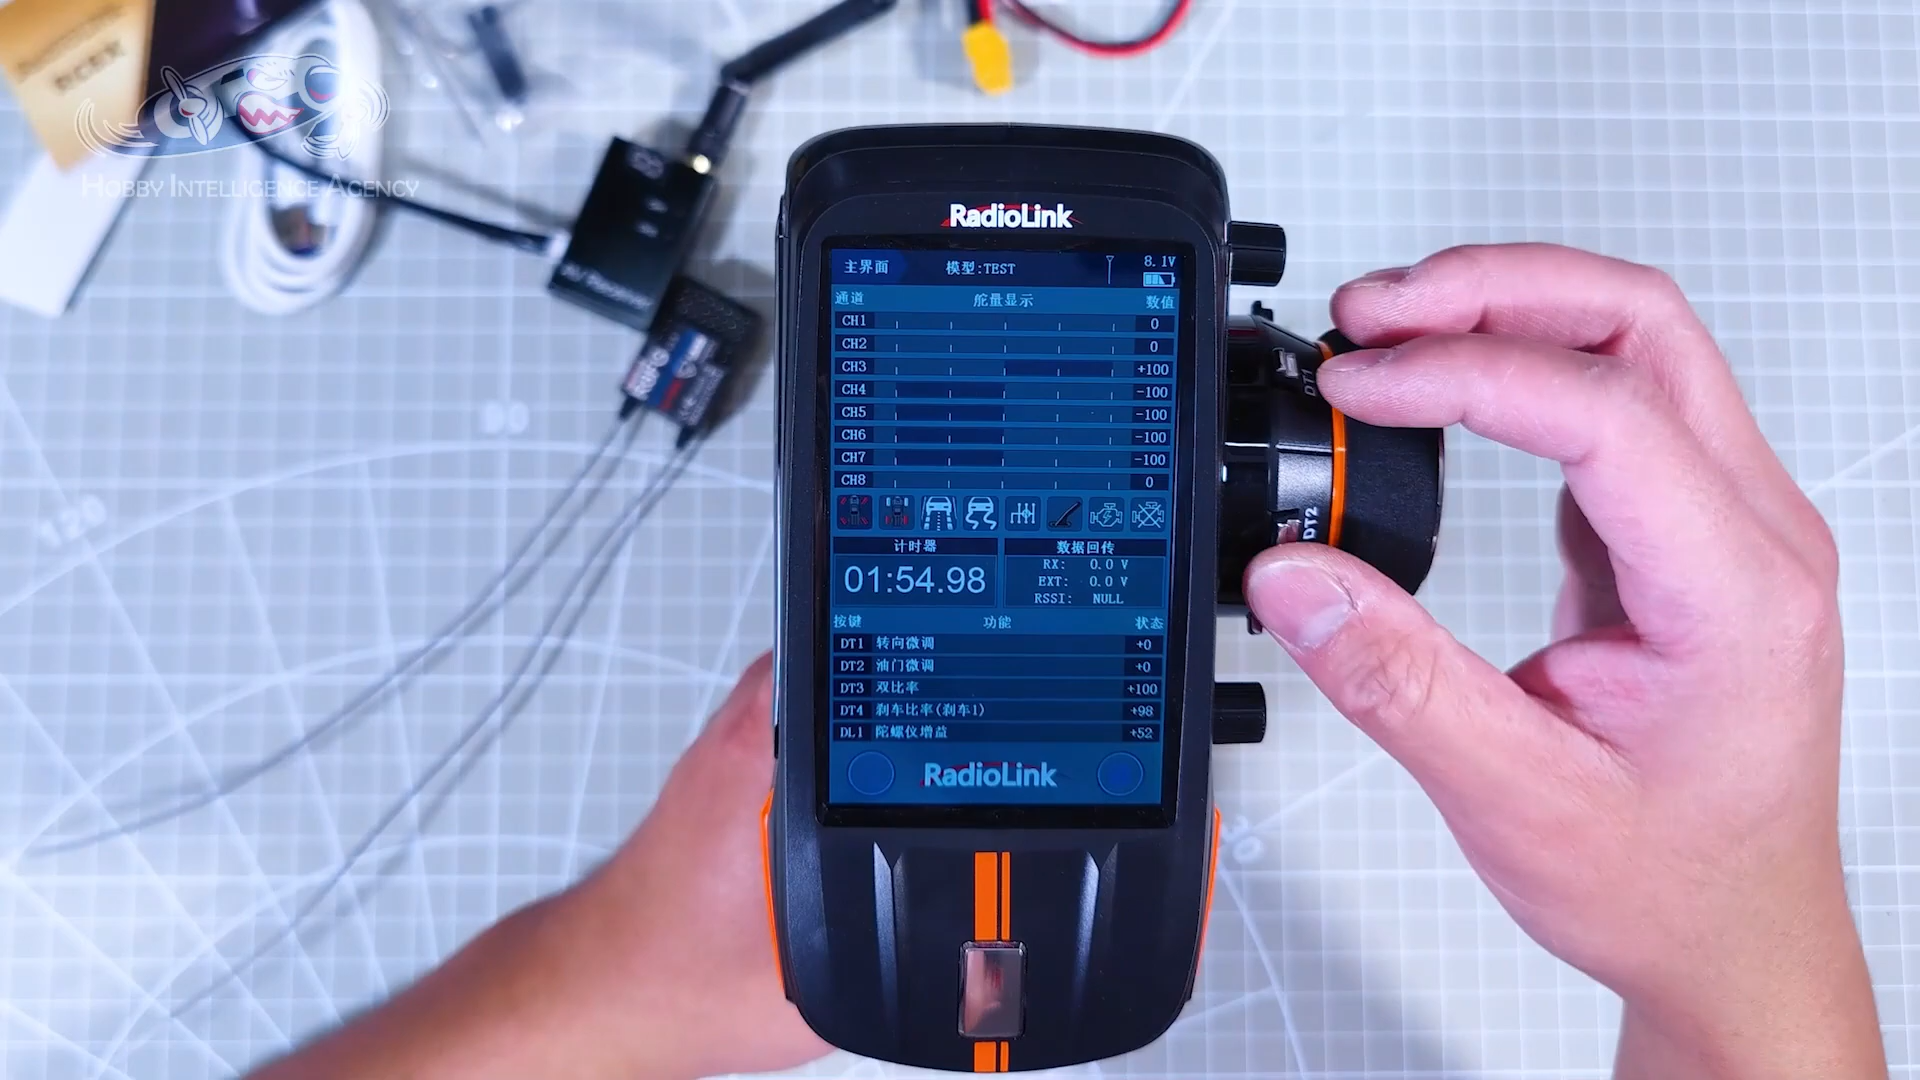 HOBBY INTELLIGENCE AGENCY
RadioLink
主界面 模型:TEST 8.1V
通道 舵量显示 数值
CH1 0
CH2 0
CH3 +100
CH4 -100
CH5 -100
CH6 -100
CH7 -100
CH8 0
计时器 数据回传
01:54.98
RX: 0.0 V
EXT: 0.0 V
RSSI: NULL
按键 功能 状态
DT1 转向微调 +0
DT2 油门微调 +0
DT3 双比率 +100
DT4 刹车比率(刹车1) +98
DL1 陀螺仪增益 +52
RadioLink
DT1
DT2
90
120